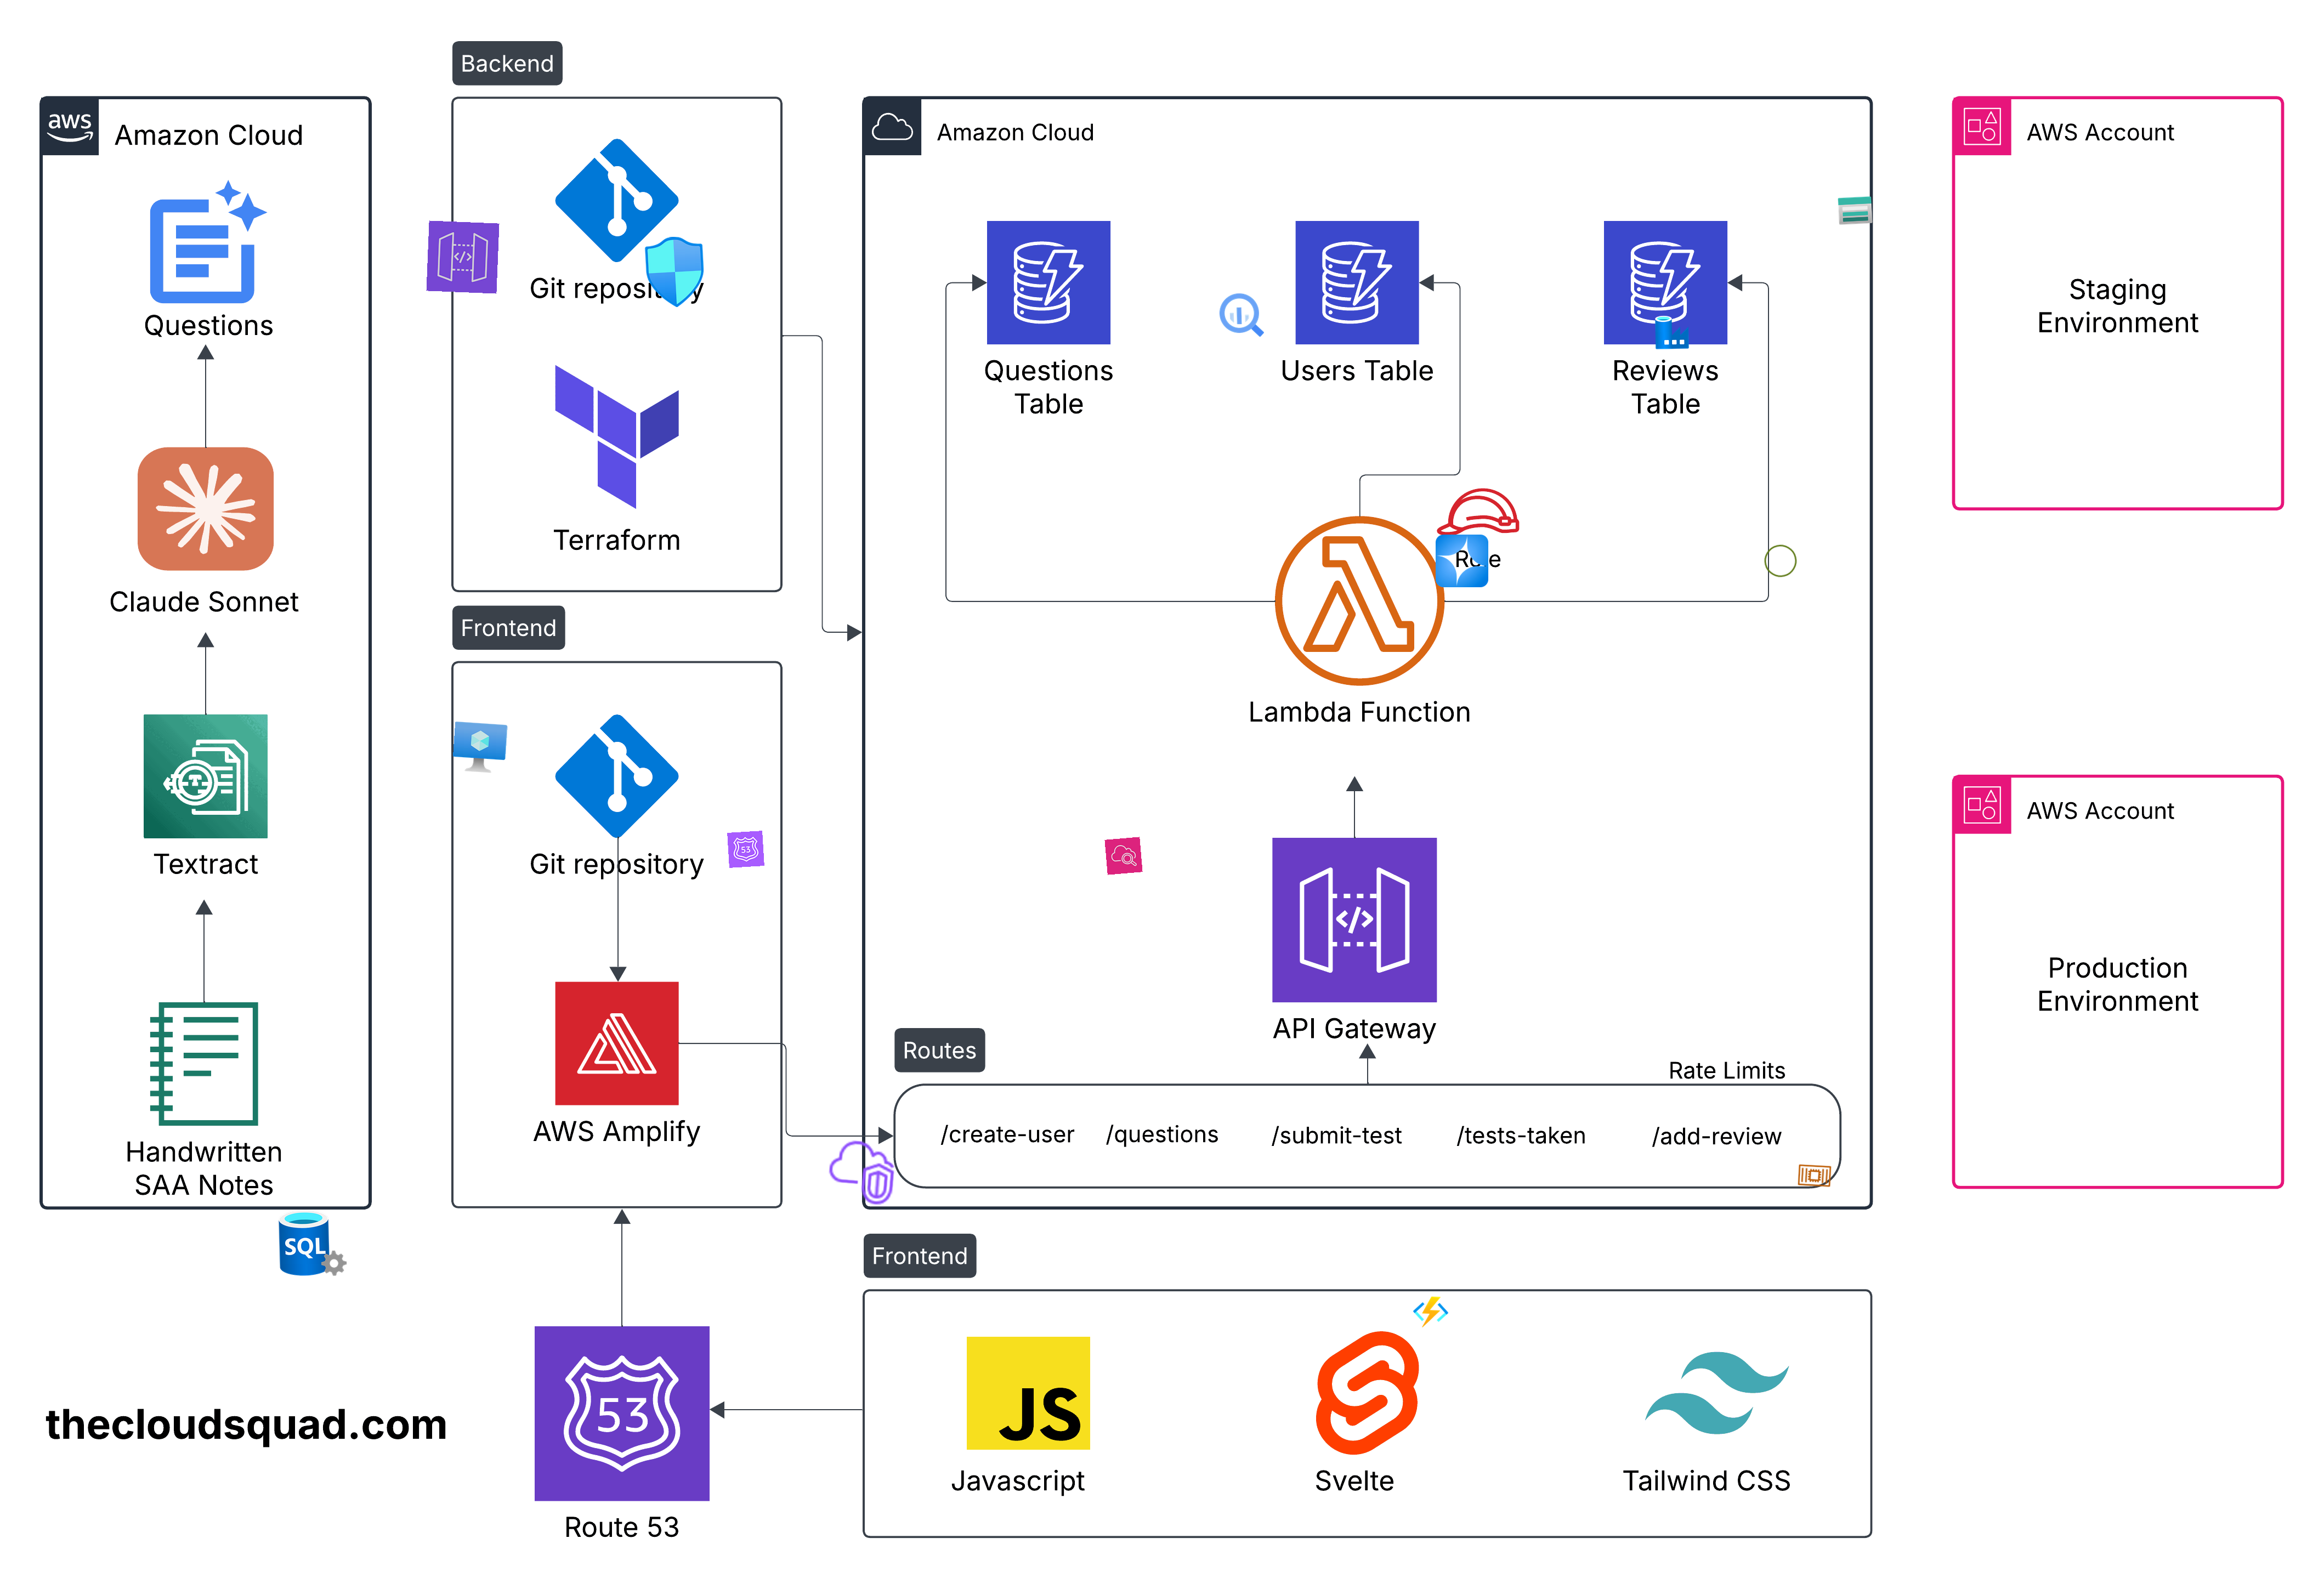 Backend
aws
Amazon Cloud
Questions
Claude Sonnet
Textract
Handwritten
SAA Notes
SQL
thecloudsquad.com
Git repository
Terraform
Frontend
Git repository
53
AWS Amplify
53
Route 53
Amazon Cloud
Questions
Table
Users Table
Reviews
Table
Role
Lambda Function
API Gateway
Routes
Rate Limits
/create-user
/questions
/submit-test
/tests-taken
/add-review
Frontend
JS
Javascript
Svelte
Tailwind CSS
AWS Account
Staging
Environment
AWS Account
Production
Environment